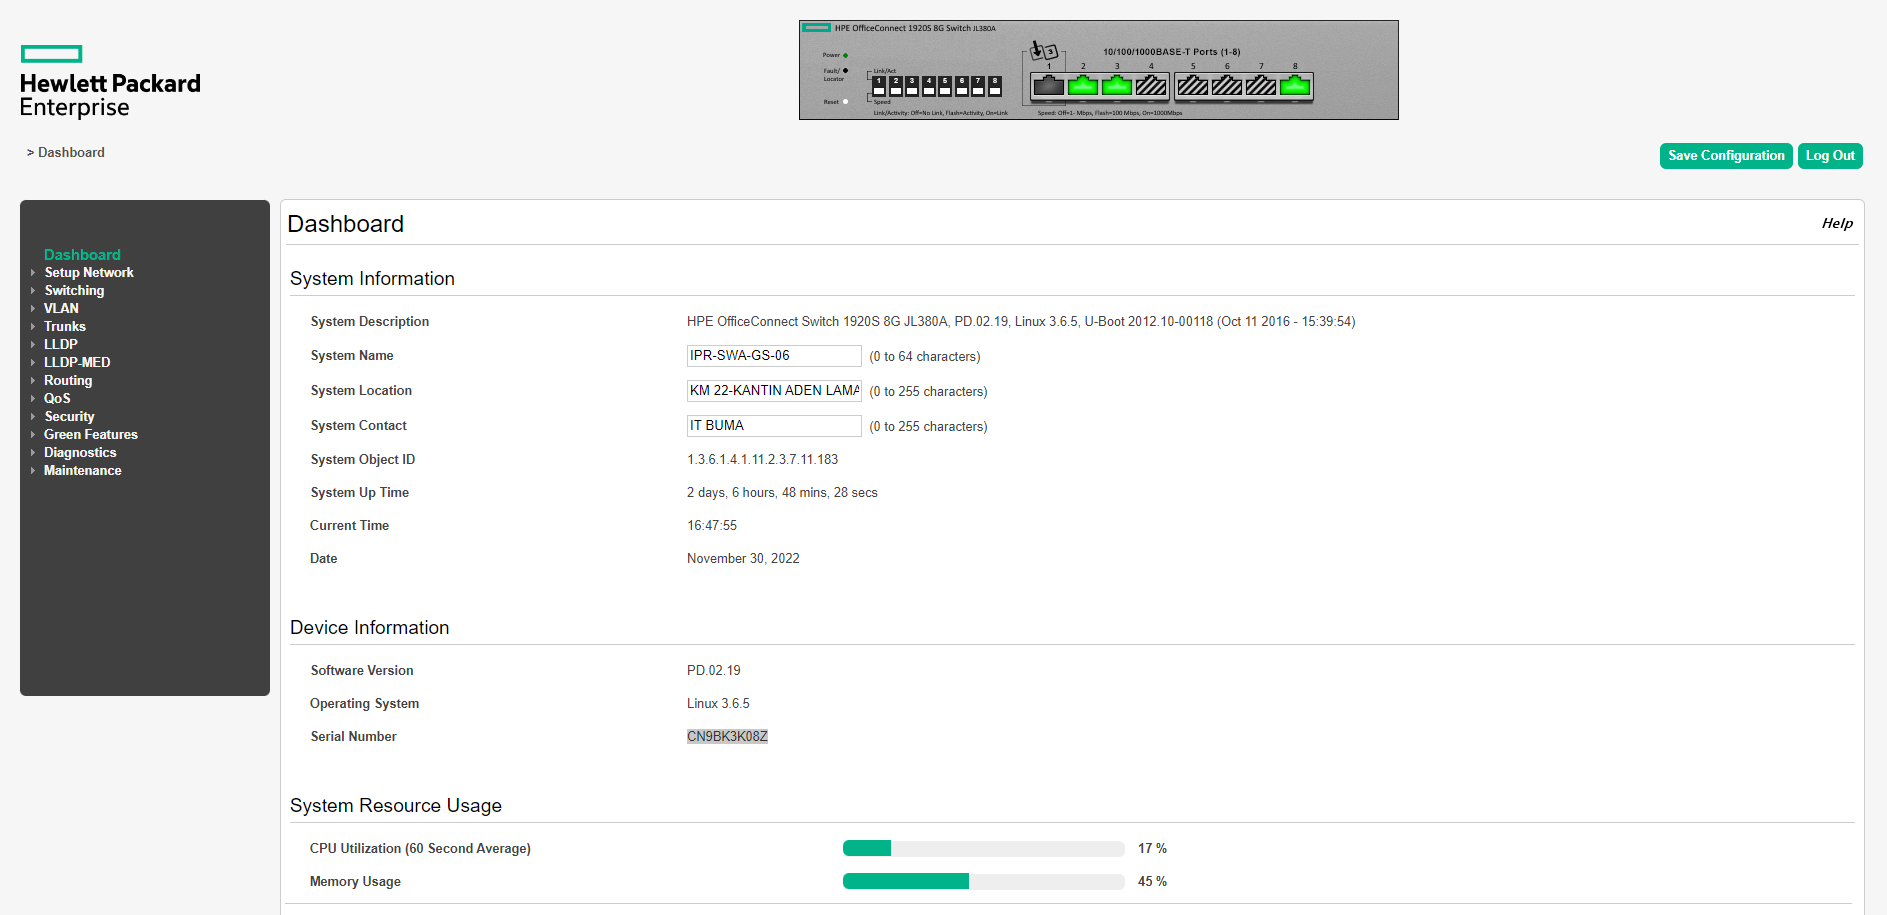 HPE OfficeConnect 1920S 8G Switch JL380A
Power
Fault/
Locator
Reset
Link/Act
1 2 3 4 5 6 7 8
Speed
Link/Activity: Off=No Link, Flash=Activity, On=Link
3
10/100/1000BASE-T Ports (1-8)
1 2 3 4 5 6 7 8
Speed: Off=1- Mbps, Flash=100 Mbps, On=1000Mbps
Hewlett Packard
Enterprise
> Dashboard
Save Configuration
Log Out
Dashboard
Setup Network
Switching
VLAN
Trunks
LLDP
LLDP-MED
Routing
QoS
Security
Green Features
Diagnostics
Maintenance
Dashboard
Help
System Information
System Description HPE OfficeConnect Switch 1920S 8G JL380A, PD.02.19, Linux 3.6.5, U-Boot 2012.10-00118 (Oct 11 2016 - 15:39:54)
System Name IPR-SWA-GS-06 (0 to 64 characters)
System Location KM 22-KANTIN ADEN LAMA (0 to 255 characters)
System Contact IT BUMA (0 to 255 characters)
System Object ID 1.3.6.1.4.1.11.2.3.7.11.183
System Up Time 2 days, 6 hours, 48 mins, 28 secs
Current Time 16:47:55
Date November 30, 2022
Device Information
Software Version PD.02.19
Operating System Linux 3.6.5
Serial Number CN9BK3K08Z
System Resource Usage
CPU Utilization (60 Second Average) 17 %
Memory Usage 45 %